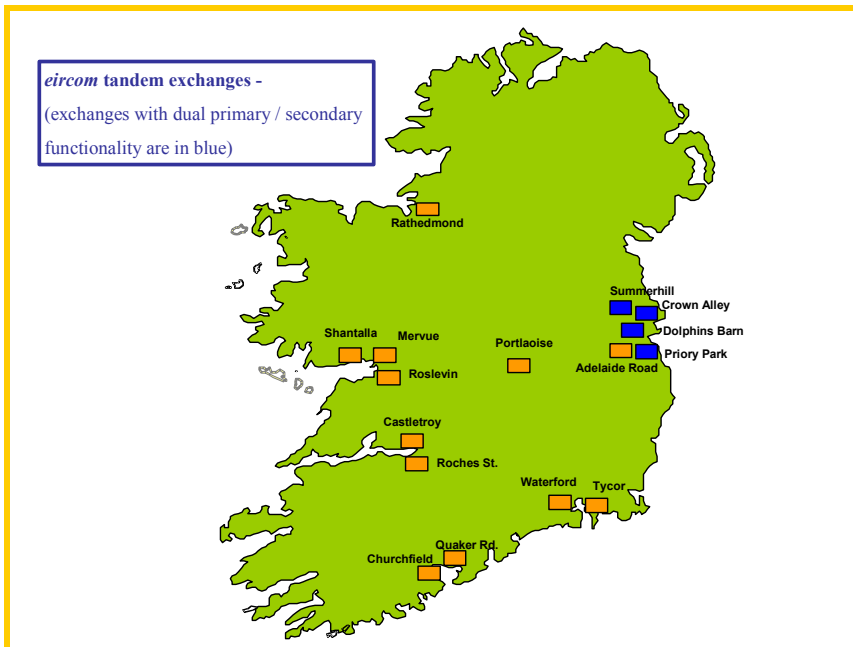 eircom tandem exchanges -
(exchanges with dual primary / secondary
functionality are in blue)
Rathedmond
Summerhill
Crown Alley
Dolphins Barn
Shantalla
Mervue
Portlaoise
Priory Park
Adelaide Road
Roslevin
Castletroy
Roches St.
Waterford
Tycor
Quaker Rd.
Churchfield